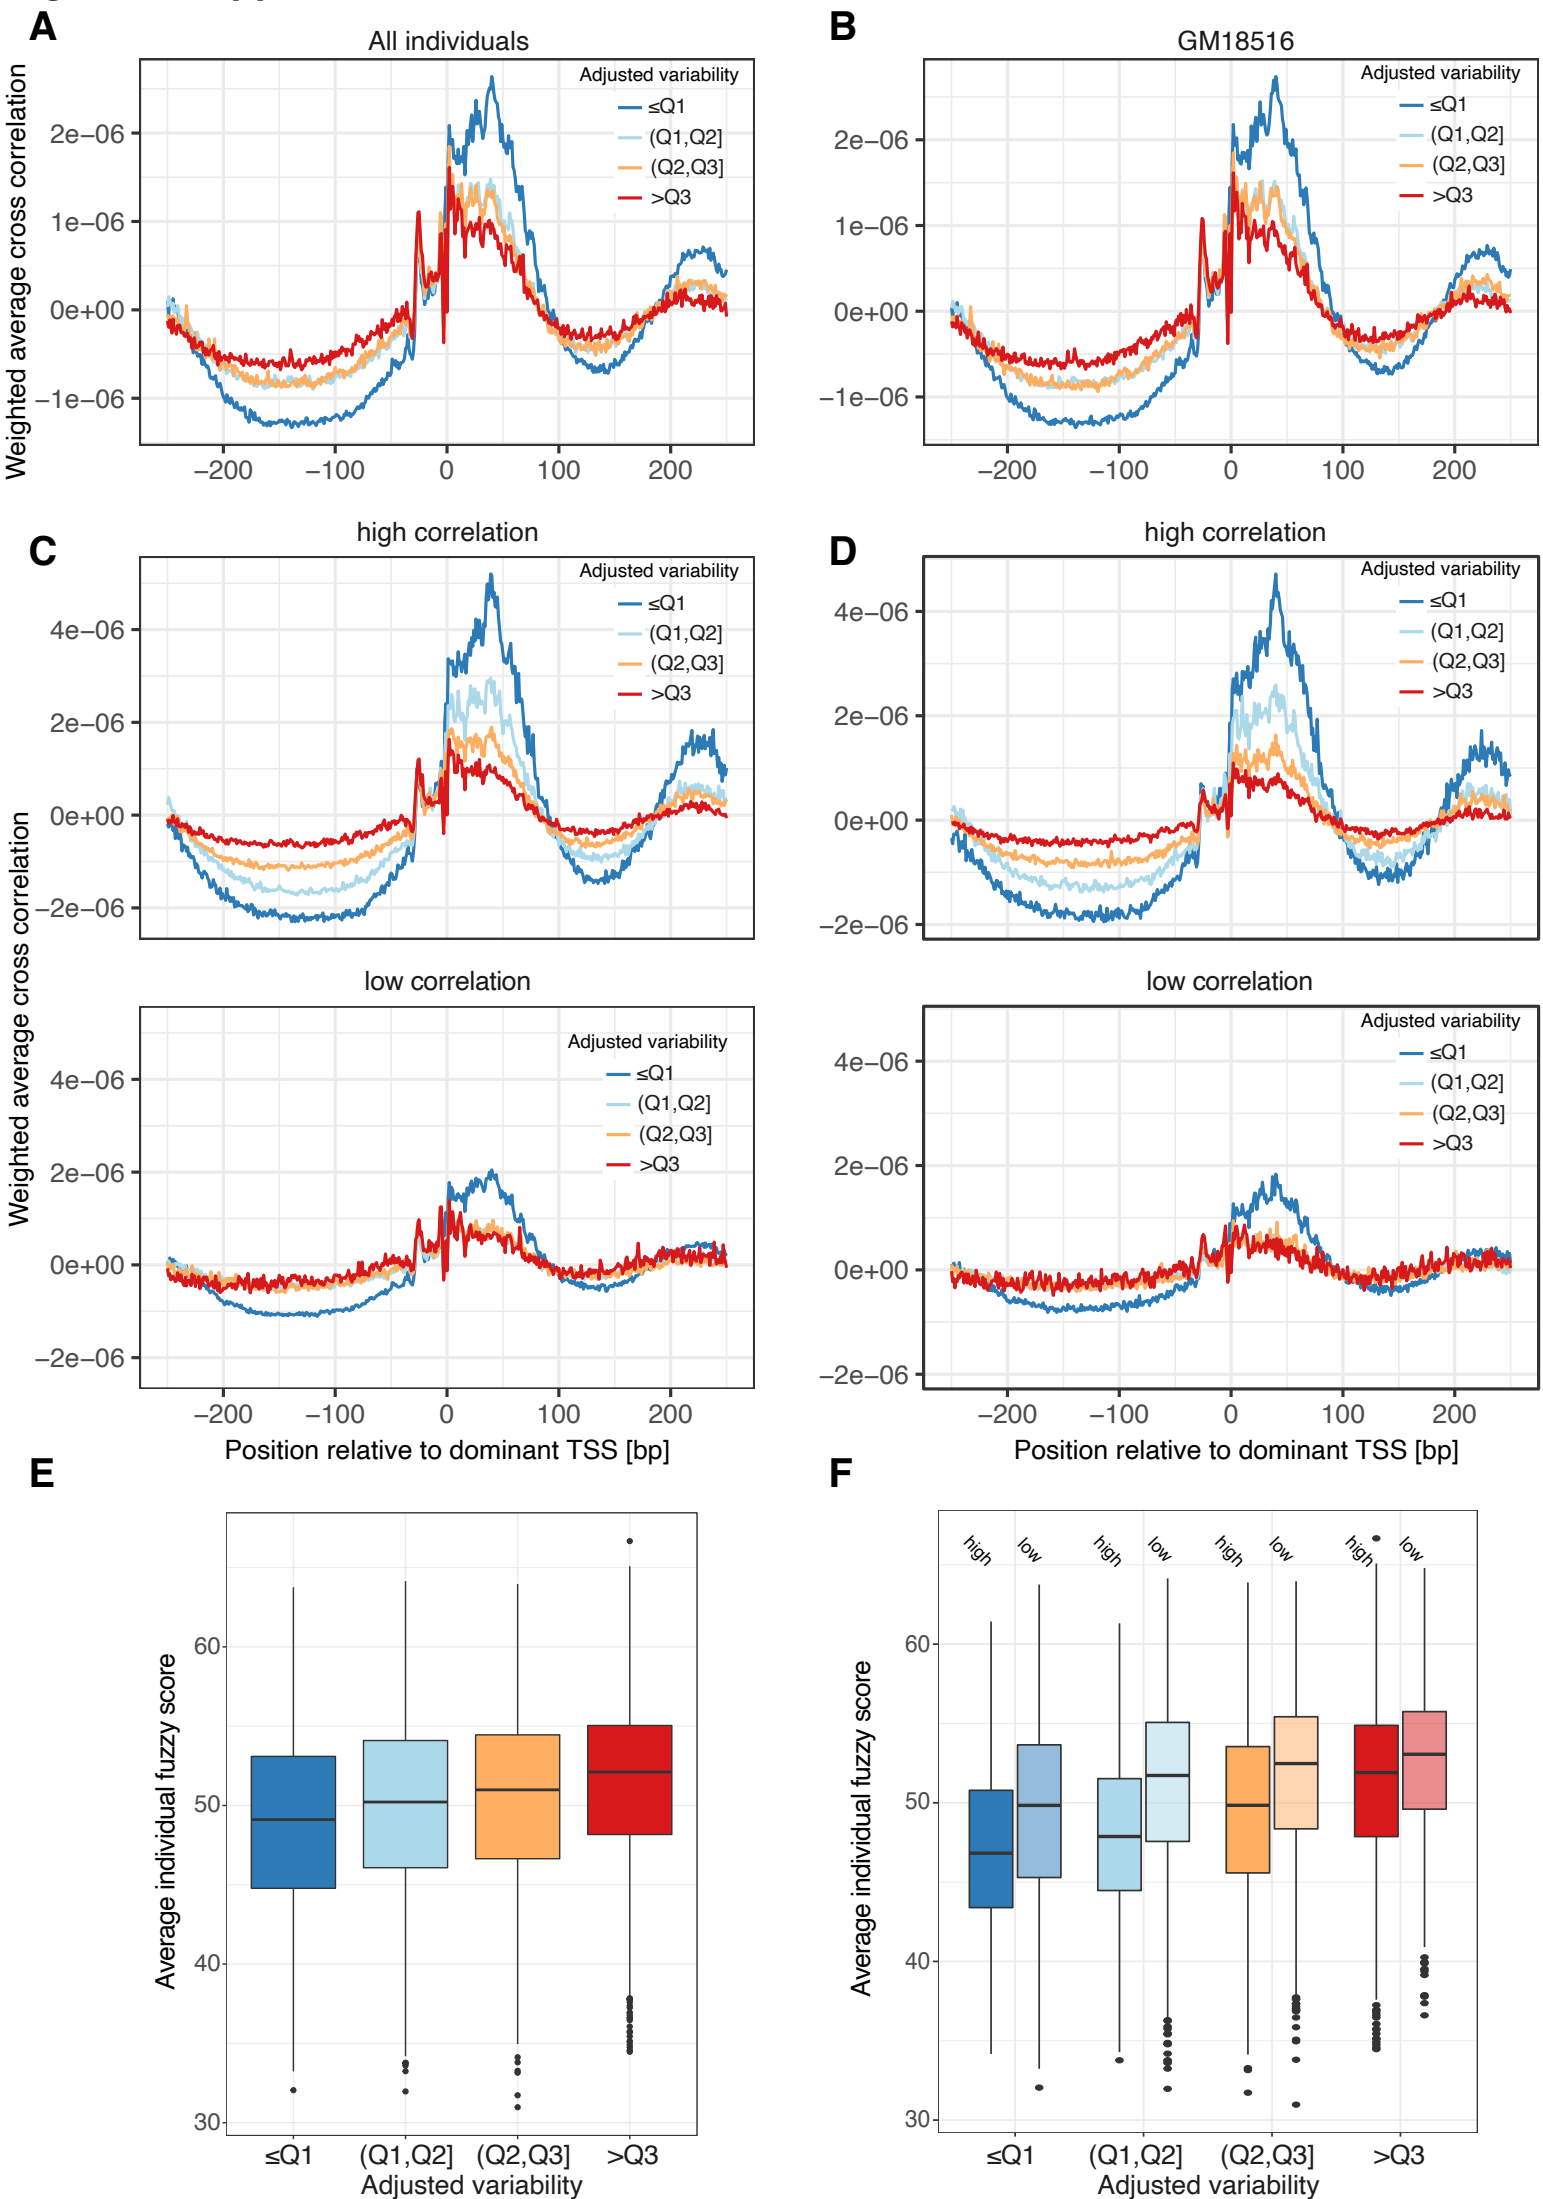 A
All individuals
Weighted average cross correlation
2e−06
1e−06
0e+00
−1e−06
Adjusted variability
≤Q1
(Q1,Q2]
(Q2,Q3]
>Q3
−200
−100
0
100
200
B
GM18516
2e−06
1e−06
0e+00
−1e−06
Adjusted variability
≤Q1
(Q1,Q2]
(Q2,Q3]
>Q3
−200
−100
0
100
200
C
high correlation
Weighted average cross correlation
4e−06
2e−06
0e+00
−2e−06
Adjusted variability
≤Q1
(Q1,Q2]
(Q2,Q3]
>Q3
low correlation
4e−06
2e−06
0e+00
−2e−06
Adjusted variability
≤Q1
(Q1,Q2]
(Q2,Q3]
>Q3
−200
−100
0
100
200
Position relative to dominant TSS [bp]
D
high correlation
4e−06
2e−06
0e+00
−2e−06
Adjusted variability
≤Q1
(Q1,Q2]
(Q2,Q3]
>Q3
low correlation
4e−06
2e−06
0e+00
−2e−06
Adjusted variability
≤Q1
(Q1,Q2]
(Q2,Q3]
>Q3
−200
−100
0
100
200
Position relative to dominant TSS [bp]
E
Average individual fuzzy score
60
50
40
30
≤Q1
(Q1,Q2]
(Q2,Q3]
>Q3
Adjusted variability
F
Average individual fuzzy score
high
low
high
low
high
low
high
low
60
50
40
30
≤Q1
(Q1,Q2]
(Q2,Q3]
>Q3
Adjusted variability